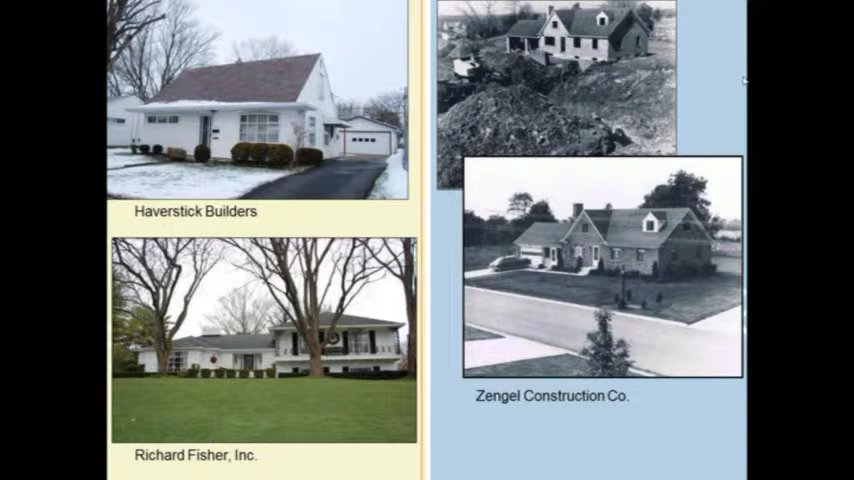 Haverstick Builders
Richard Fisher, Inc.
Zengel Construction Co.